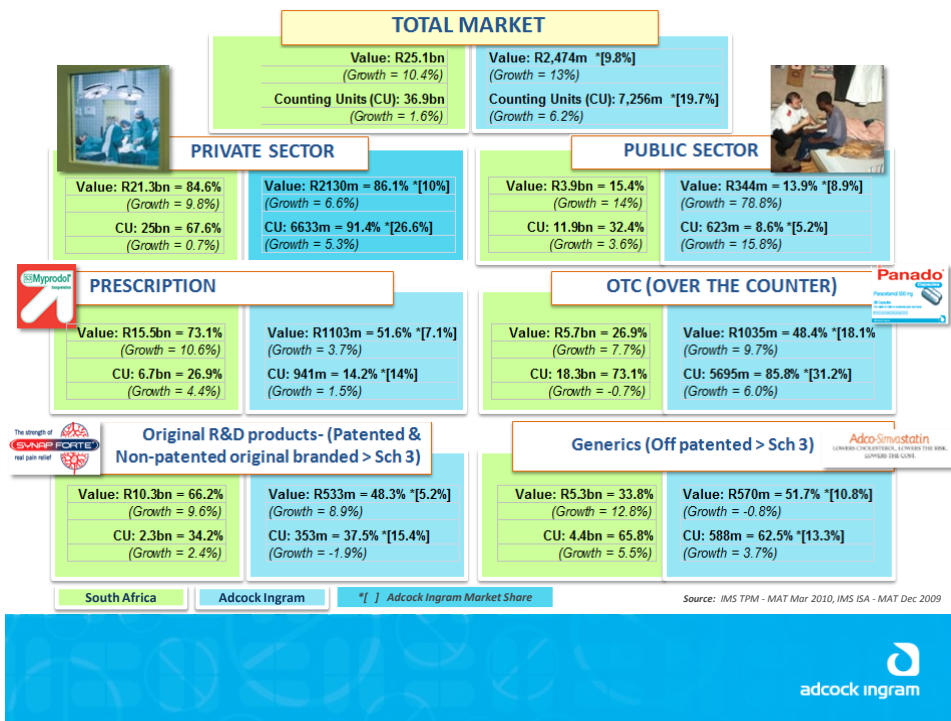 TOTAL MARKET
Value: R25.1bn
(Growth = 10.4%)
Counting Units (CU): 36.9bn
(Growth = 1.6%)
Value: R2,474m *[9.8%]
(Growth = 13%)
Counting Units (CU): 7,256m *[19.7%]
(Growth = 6.2%)
PRIVATE SECTOR
Value: R21.3bn = 84.6%
(Growth = 9.8%)
CU: 25bn = 67.6%
(Growth = 0.7%)
Value: R2130m = 86.1% *[10%]
(Growth = 6.6%)
CU: 6633m = 91.4% *[26.6%]
(Growth = 5.3%)
PUBLIC SECTOR
Value: R3.9bn = 15.4%
(Growth = 14%)
CU: 11.9bn = 32.4%
(Growth = 3.6%)
Value: R344m = 13.9% *[8.9%]
(Growth = 78.8%)
CU: 623m = 8.6% *[5.2%]
(Growth = 15.8%)
Myprodol
PRESCRIPTION
Value: R15.5bn = 73.1%
(Growth = 10.6%)
CU: 6.7bn = 26.9%
(Growth = 4.4%)
Value: R1103m = 51.6% *[7.1%]
(Growth = 3.7%)
CU: 941m = 14.2% *[14%]
(Growth = 1.5%)
OTC (OVER THE COUNTER)
Panado
Capsules
Paracetamol 500 mg
Value: R5.7bn = 26.9%
(Growth = 7.7%)
CU: 18.3bn = 73.1%
(Growth = -0.7%)
Value: R1035m = 48.4% *[18.1%
(Growth = 9.7%)
CU: 5695m = 85.8% *[31.2%]
(Growth = 6.0%)
The strength of
SYNAP FORTE
real pain relief
Original R&D products- (Patented &
Non-patented original branded > Sch 3)
Value: R10.3bn = 66.2%
(Growth = 9.6%)
CU: 2.3bn = 34.2%
(Growth = 2.4%)
Value: R533m = 48.3% *[5.2%]
(Growth = 8.9%)
CU: 353m = 37.5% *[15.4%]
(Growth = -1.9%)
Generics (Off patented > Sch 3)
Adco-Simvastatin
LOWERS CHOLESTEROL, LOWERS THE RISK,
LOWERS THE COST.
Value: R5.3bn = 33.8%
(Growth = 12.8%)
CU: 4.4bn = 65.8%
(Growth = 5.5%)
Value: R570m = 51.7% *[10.8%]
(Growth = -0.8%)
CU: 588m = 62.5% *[13.3%]
(Growth = 3.7%)
South Africa
Adcock Ingram
*[ ] Adcock Ingram Market Share
Source: IMS TPM - MAT Mar 2010, IMS ISA - MAT Dec 2009
adcock ingram